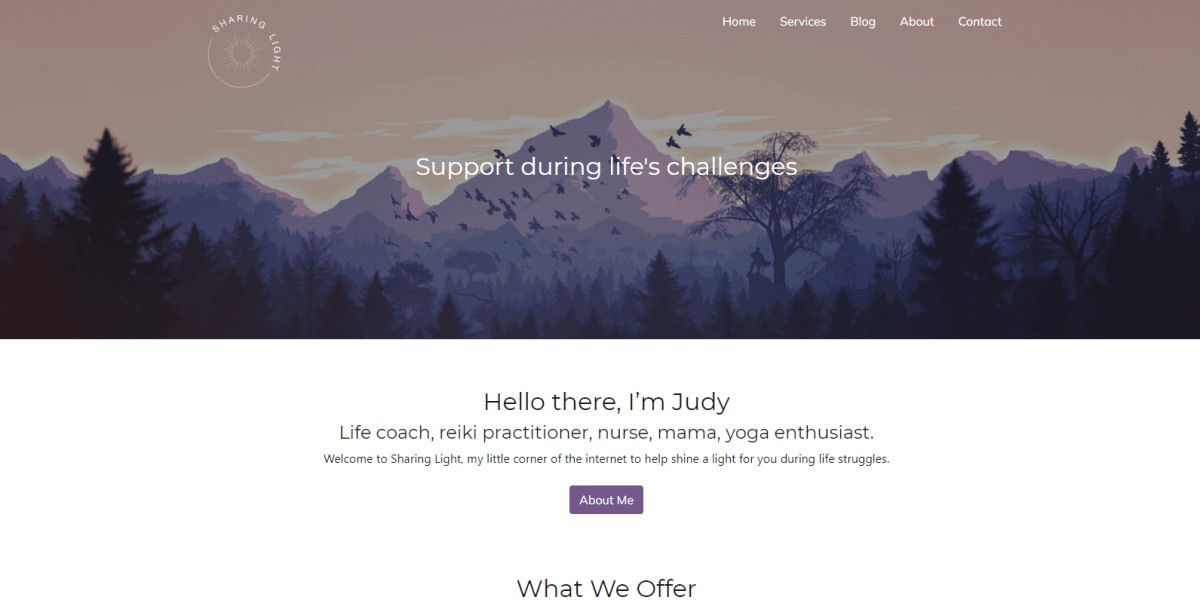 SHARING LIGHT
Home Services Blog About Contact
Support during life's challenges
Hello there, I’m Judy
Life coach, reiki practitioner, nurse, mama, yoga enthusiast.
Welcome to Sharing Light, my little corner of the internet to help shine a light for you during life struggles.
About Me
What We Offer